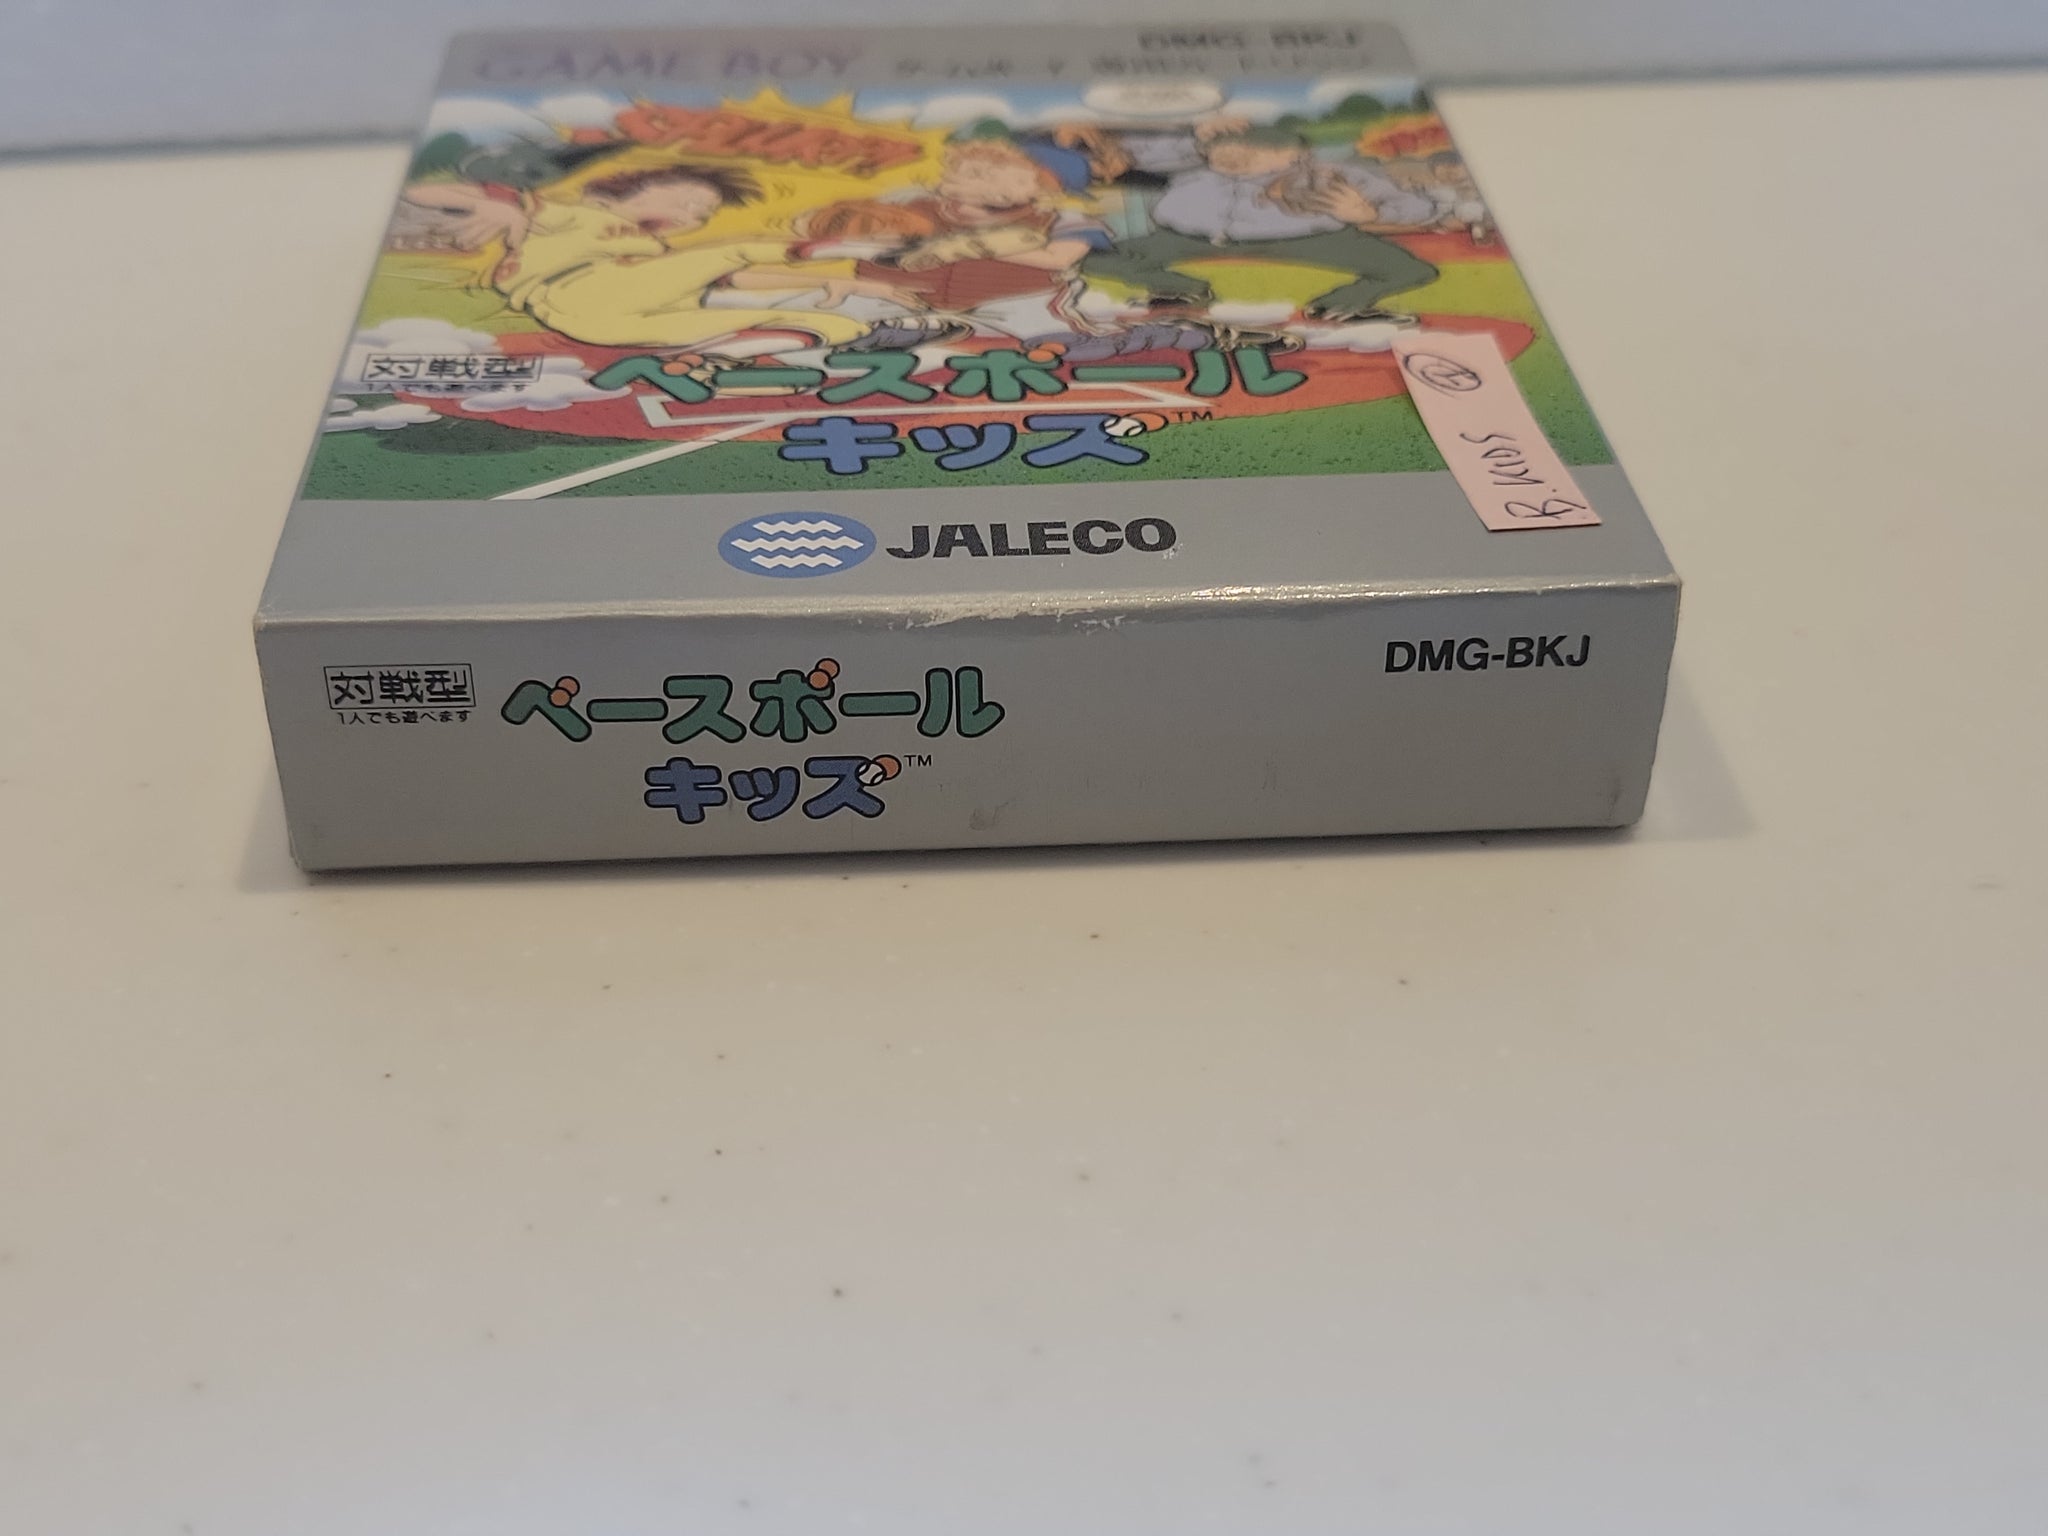 GAME BOY
DMG-BKJ
対戦型
1人でも遊べます
ベースボール
キッズ™
JALECO
2
B. KIDS
対戦型
1人でも遊べます
ベースボール
キッズ™
DMG-BKJ